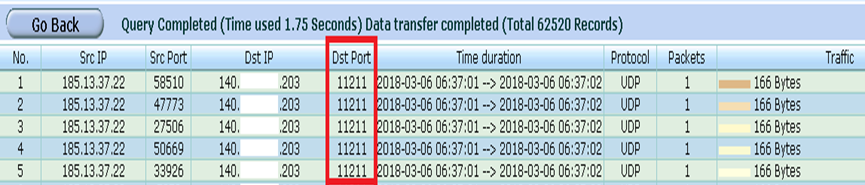 Go Back Query Completed (Time used 1.75 Seconds) Data transfer completed (Total 62520 Records)
No. Src IP Src Port Dst IP Dst Port Time duration Protocol Packets Traffic
1 185.13.37.22 58510 140. .203 11211 2018-03-06 06:37:01 --> 2018-03-06 06:37:02 UDP 1 166 Bytes
2 185.13.37.22 47773 140. .203 11211 2018-03-06 06:37:01 --> 2018-03-06 06:37:02 UDP 1 166 Bytes
3 185.13.37.22 27506 140. .203 11211 2018-03-06 06:37:01 --> 2018-03-06 06:37:02 UDP 1 166 Bytes
4 185.13.37.22 50669 140. .203 11211 2018-03-06 06:37:01 --> 2018-03-06 06:37:02 UDP 1 166 Bytes
5 185.13.37.22 33926 140. .203 11211 2018-03-06 06:37:01 --> 2018-03-06 06:37:02 UDP 1 166 Bytes